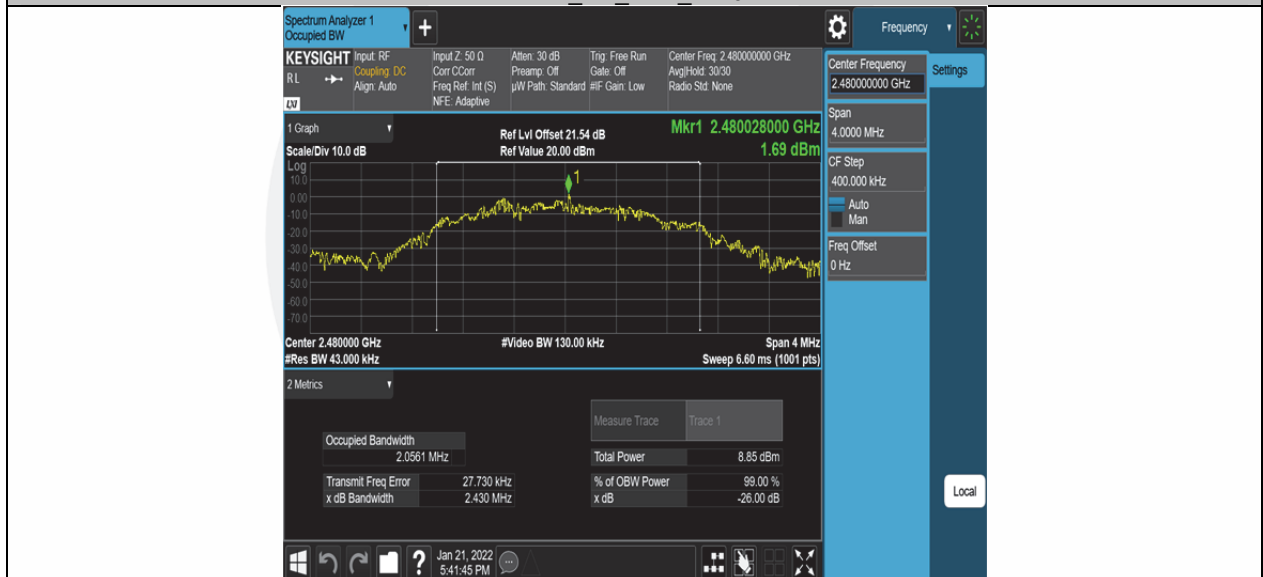 Spectrum Analyzer 1
Occupied BW
+
Frequency
KEYSIGHT
RL
LXI
Input: RF
Coupling: DC
Align: Auto
Input Z: 50 Ω
Corr CCorr
Freq Ref: Int (S)
NFE: Adaptive
Atten: 30 dB
Preamp: Off
µW Path: Standard
Trig: Free Run
Gate: Off
#IF Gain: Low
Center Freq: 2.480000000 GHz
Avg|Hold: 30/30
Radio Std: None
Center Frequency
2.480000000 GHz
Settings
Span
4.0000 MHz
CF Step
400.000 kHz
Auto
Man
Freq Offset
0 Hz
1 Graph
Scale/Div 10.0 dB
Ref Lvl Offset 21.54 dB
Ref Value 20.00 dBm
Mkr1 2.480028000 GHz
1.69 dBm
Log
10.0
0.00
-10.0
-20.0
-30.0
-40.0
-50.0
-60.0
-70.0
1
Center 2.480000 GHz
#Res BW 43.000 kHz
#Video BW 130.00 kHz
Span 4 MHz
Sweep 6.60 ms (1001 pts)
2 Metrics
Measure Trace
Trace 1
Occupied Bandwidth
2.0561 MHz
Total Power 8.85 dBm
Transmit Freq Error 27.730 kHz
% of OBW Power 99.00 %
x dB Bandwidth 2.430 MHz
x dB -26.00 dB
Local
?
Jan 21, 2022
5:41:45 PM